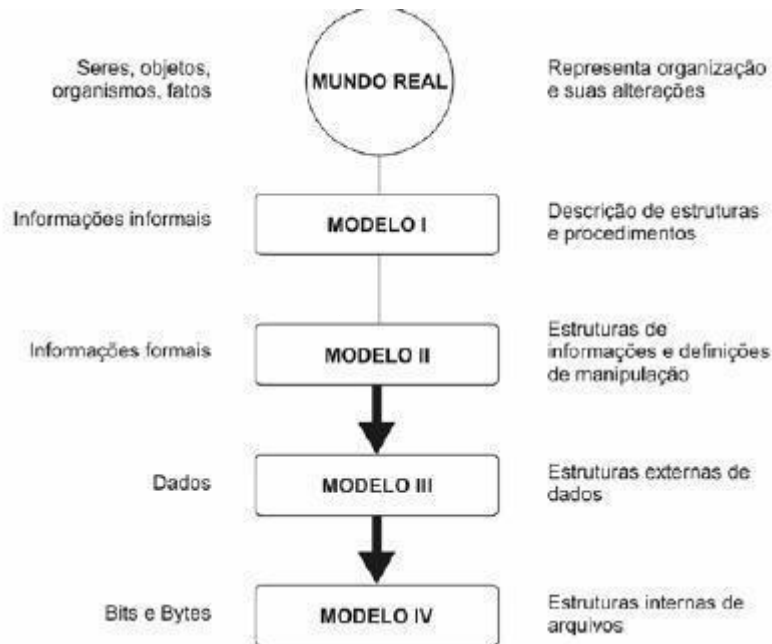 Seres, objetos,
organismos, fatos
MUNDO REAL
Representa organização
e suas alterações
Informações informais
MODELO I
Descrição de estruturas
e procedimentos
Informações formais
MODELO II
Estruturas de
informações e definições
de manipulação
Dados
MODELO III
Estruturas externas de
dados
Bits e Bytes
MODELO IV
Estruturas internas de
arquivos